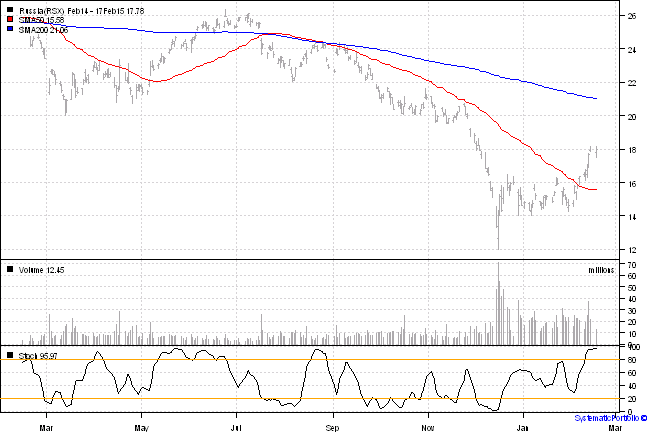 Russia(RSX) Feb14 - 17Feb15 17.78
SMA50 15.58
SMA200 21.06
26
24
22
20
18
16
14
12
Volume 12.45
millions
70
60
50
40
30
20
10
0
Stoch 95.97
80
60
40
20
0
Mar May Jul Sep Nov Jan Mar
SystematicPortfolio ©